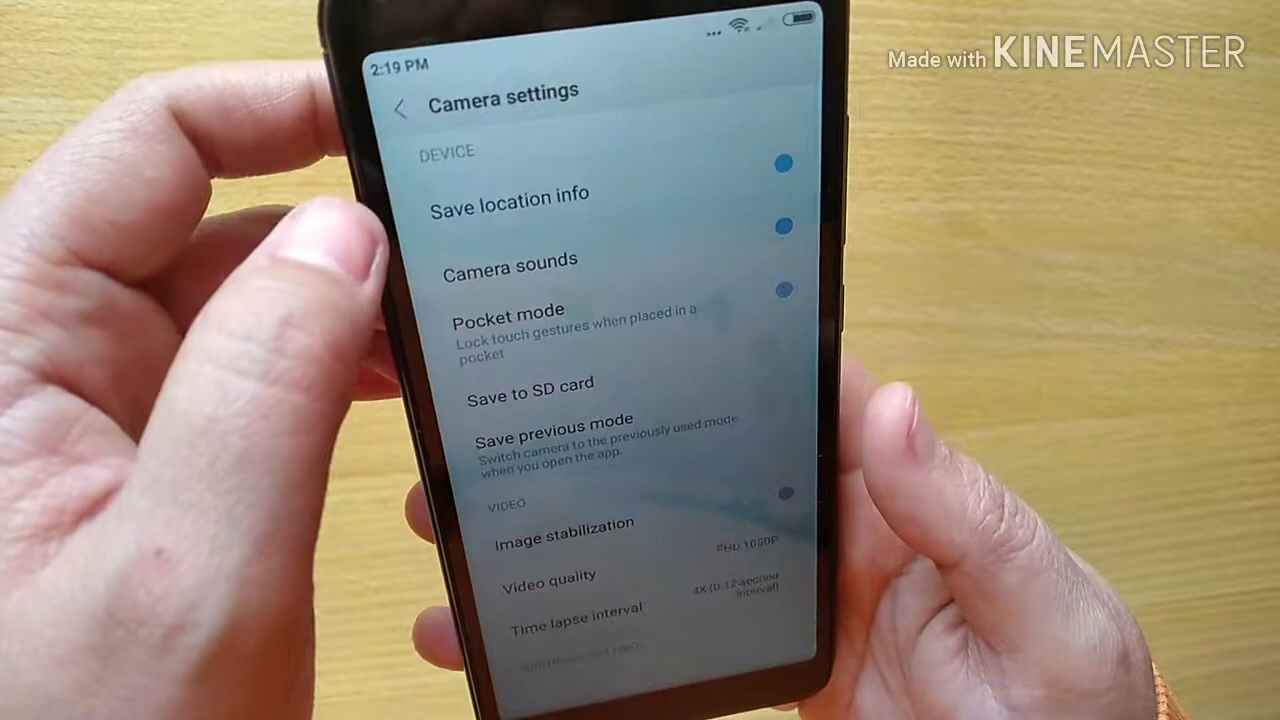 Made with KINEMASTER
2:19 PM
Camera settings
DEVICE
Save location info
Camera sounds
Pocket mode
Lock touch gestures when placed in a
pocket
Save to SD card
Save previous mode
Switch camera to the previously used mode
when you open the app.
VIDEO
Image stabilization
Video quality
FHD 1080P
Time lapse interval
4X (0.12-second
interval)